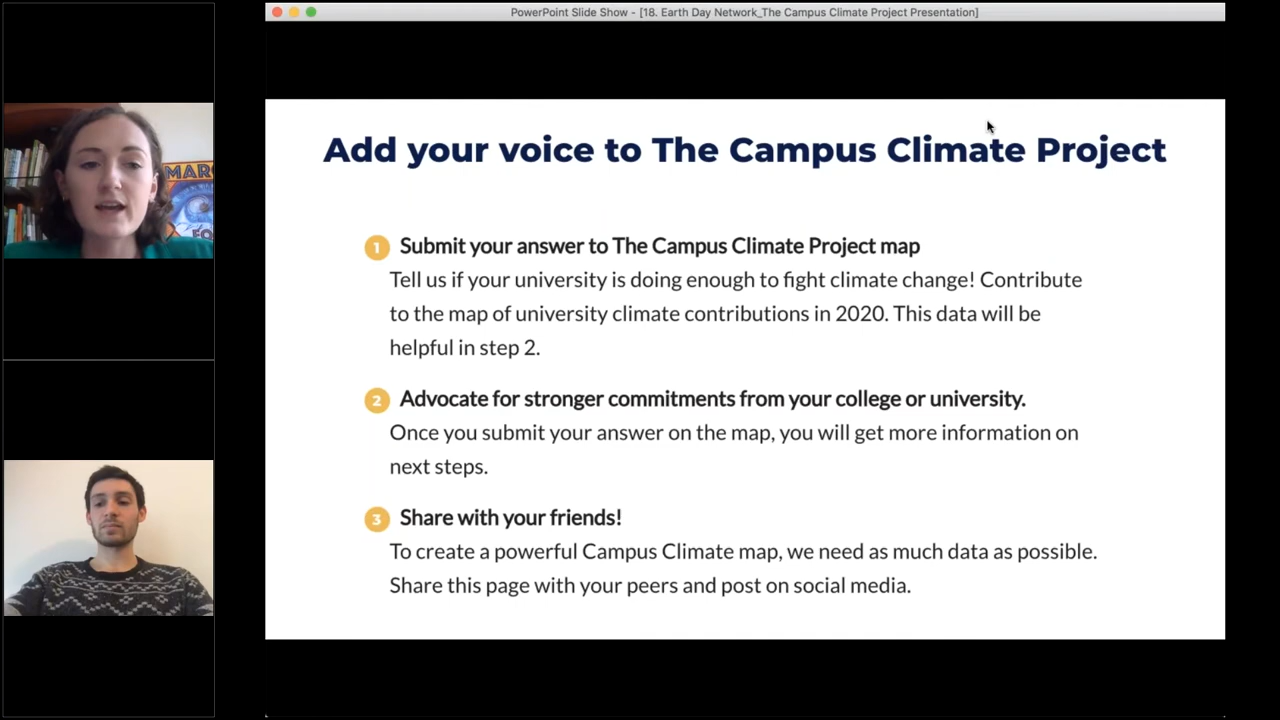 PowerPoint Slide Show - [18. Earth Day Network_The Campus Climate Project Presentation]
MARC
FO
Add your voice to The Campus Climate Project
1 Submit your answer to The Campus Climate Project map
Tell us if your university is doing enough to fight climate change! Contribute
to the map of university climate contributions in 2020. This data will be
helpful in step 2.
2 Advocate for stronger commitments from your college or university.
Once you submit your answer on the map, you will get more information on
next steps.
3 Share with your friends!
To create a powerful Campus Climate map, we need as much data as possible.
Share this page with your peers and post on social media.